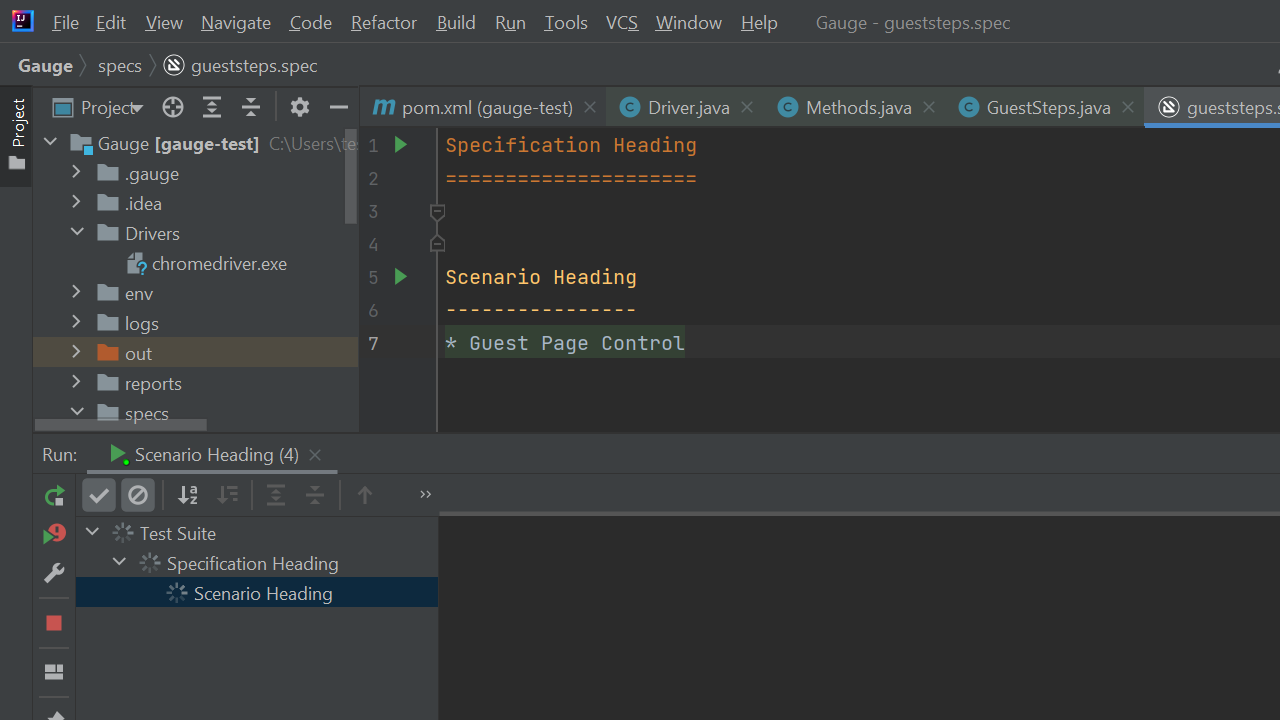 File Edit View Navigate Code Refactor Build Run Tools VCS Window Help Gauge - gueststeps.spec
Gauge specs gueststeps.spec
Project
Project
pom.xml (gauge-test) Driver.java Methods.java GuestSteps.java gueststeps.s
Gauge [gauge-test] C:\Users\te
.gauge
.idea
Drivers
chromedriver.exe
env
logs
out
reports
specs
1 Specification Heading
2 =====================
3
4
5 Scenario Heading
6 ----------------
7 * Guest Page Control
Run: Scenario Heading (4)
Test Suite
Specification Heading
Scenario Heading